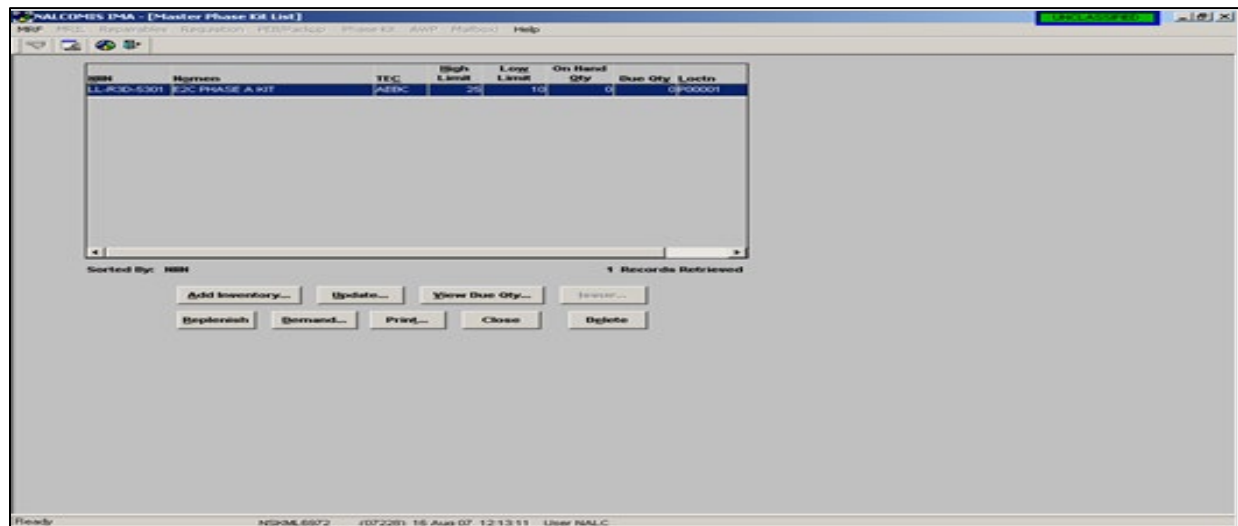 NALCOMIS IMA - [Master Phase Kit List]
UNCLASSIFIED
MRF MRIL Repairables Requisition PEB/Packup Phase Kit AWP Mailbox Help
High Low On Hand
NIIN Nomen TEC Limit Limit Qty Due Qty Loctn
LL-R3D-5301 E2C PHASE A KIT AEBC 25 10 0 0 P00001
Sorted By: NIIN 1 Records Retrieved
Add Inventory... Update... View Due Qty... Issue...
Replenish Demand... Print... Close Delete
Ready (07228) 16 Aug 07 12:13:11 User NALC